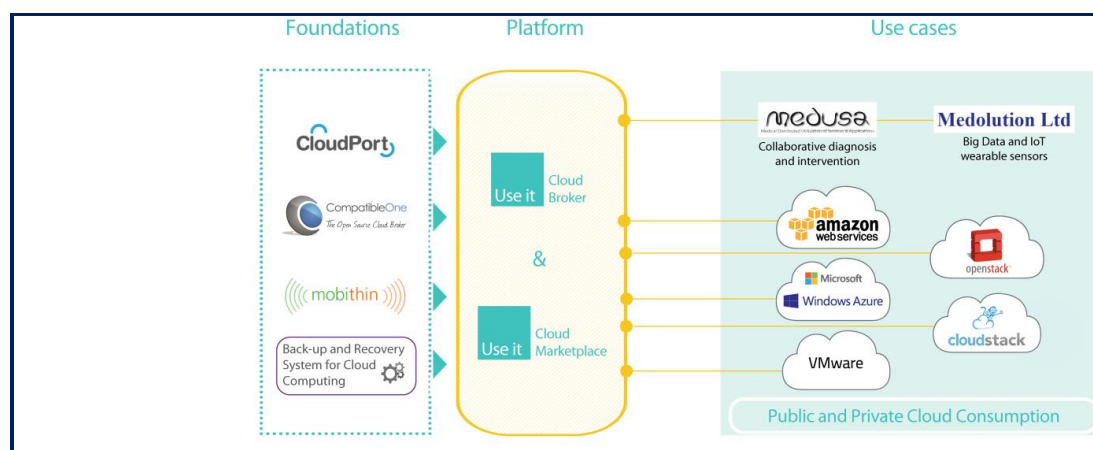 Foundations
Platform
Use cases
CloudPort
CompatibleOne
The Open Source Cloud Broker
mobithin
Back-up and Recovery
System for Cloud
Computing
Use it
Cloud
Broker
&
Use it
Cloud
Marketplace
medusa
Collaborative diagnosis
and intervention
Medolution Ltd
Big Data and IoT
wearable sensors
amazon
webservices
openstack
Microsoft
Windows Azure
cloudstack
VMware
Public and Private Cloud Consumption